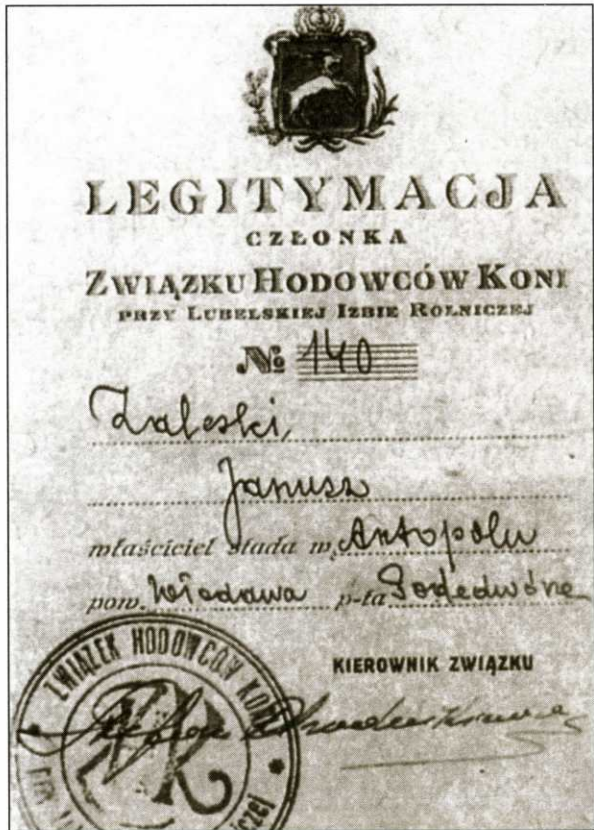 LEGITYMACJA
CZŁONKA
ZWIĄZKU HODOWCÓW KONI
PRZY LUBELSKIEJ IZBIE ROLNICZEJ
№ 140
Zaleski,
Janusz
właściciel stada w Antopolu
pow. Włodawa p-ta Podedwórze
KIEROWNIK ZWIĄZKU
ZWIĄZEK HODOWCÓW KONI